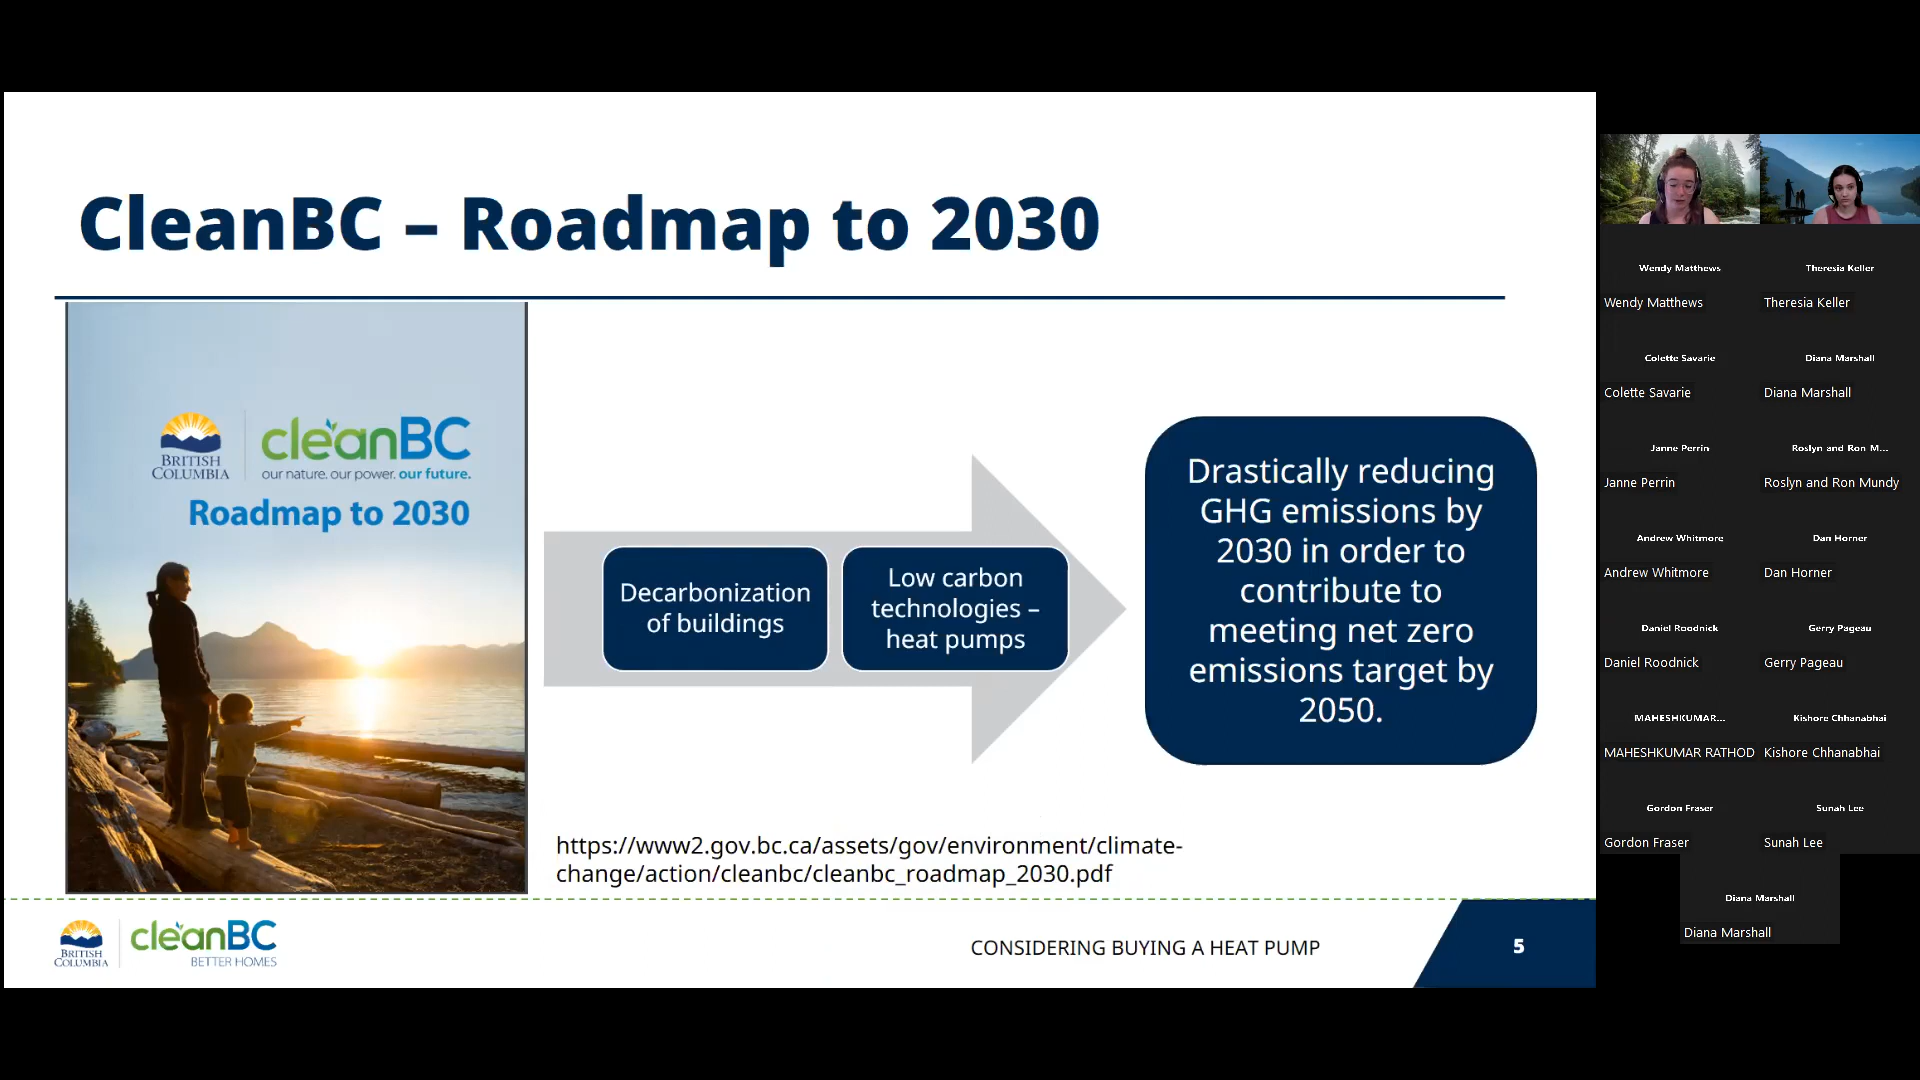 CleanBC – Roadmap to 2030
BRITISH
COLUMBIA
cleanBC
our nature. our power. our future.
Roadmap to 2030
Decarbonization
of buildings
Low carbon
technologies –
heat pumps
Drastically reducing
GHG emissions by
2030 in order to
contribute to
meeting net zero
emissions target by
2050.
https://www2.gov.bc.ca/assets/gov/environment/climate-
change/action/cleanbc/cleanbc_roadmap_2030.pdf
BRITISH
COLUMBIA
cleanBC
BETTER HOMES
CONSIDERING BUYING A HEAT PUMP
5
Wendy Matthews
Wendy Matthews
Theresia Keller
Theresia Keller
Colette Savarie
Colette Savarie
Diana Marshall
Diana Marshall
Janne Perrin
Janne Perrin
Roslyn and Ron M...
Roslyn and Ron Mundy
Andrew Whitmore
Andrew Whitmore
Dan Horner
Dan Horner
Daniel Roodnick
Daniel Roodnick
Gerry Pageau
Gerry Pageau
MAHESHKUMAR...
MAHESHKUMAR RATHOD
Kishore Chhanabhai
Kishore Chhanabhai
Gordon Fraser
Gordon Fraser
Sunah Lee
Sunah Lee
Diana Marshall
Diana Marshall